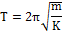 T = 2π√(m/K)